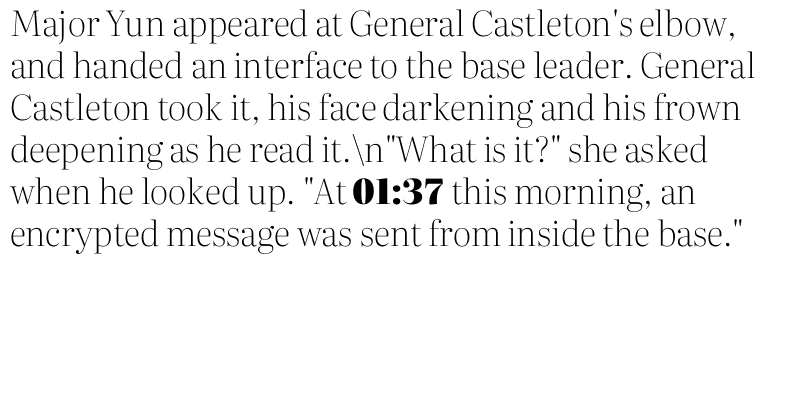 Major Yun appeared at General Castleton's elbow,
and handed an interface to the base leader. General
Castleton took it, his face darkening and his frown
deepening as he read it.\n"What is it?" she asked
when he looked up. "At 01:37 this morning, an
encrypted message was sent from inside the base."